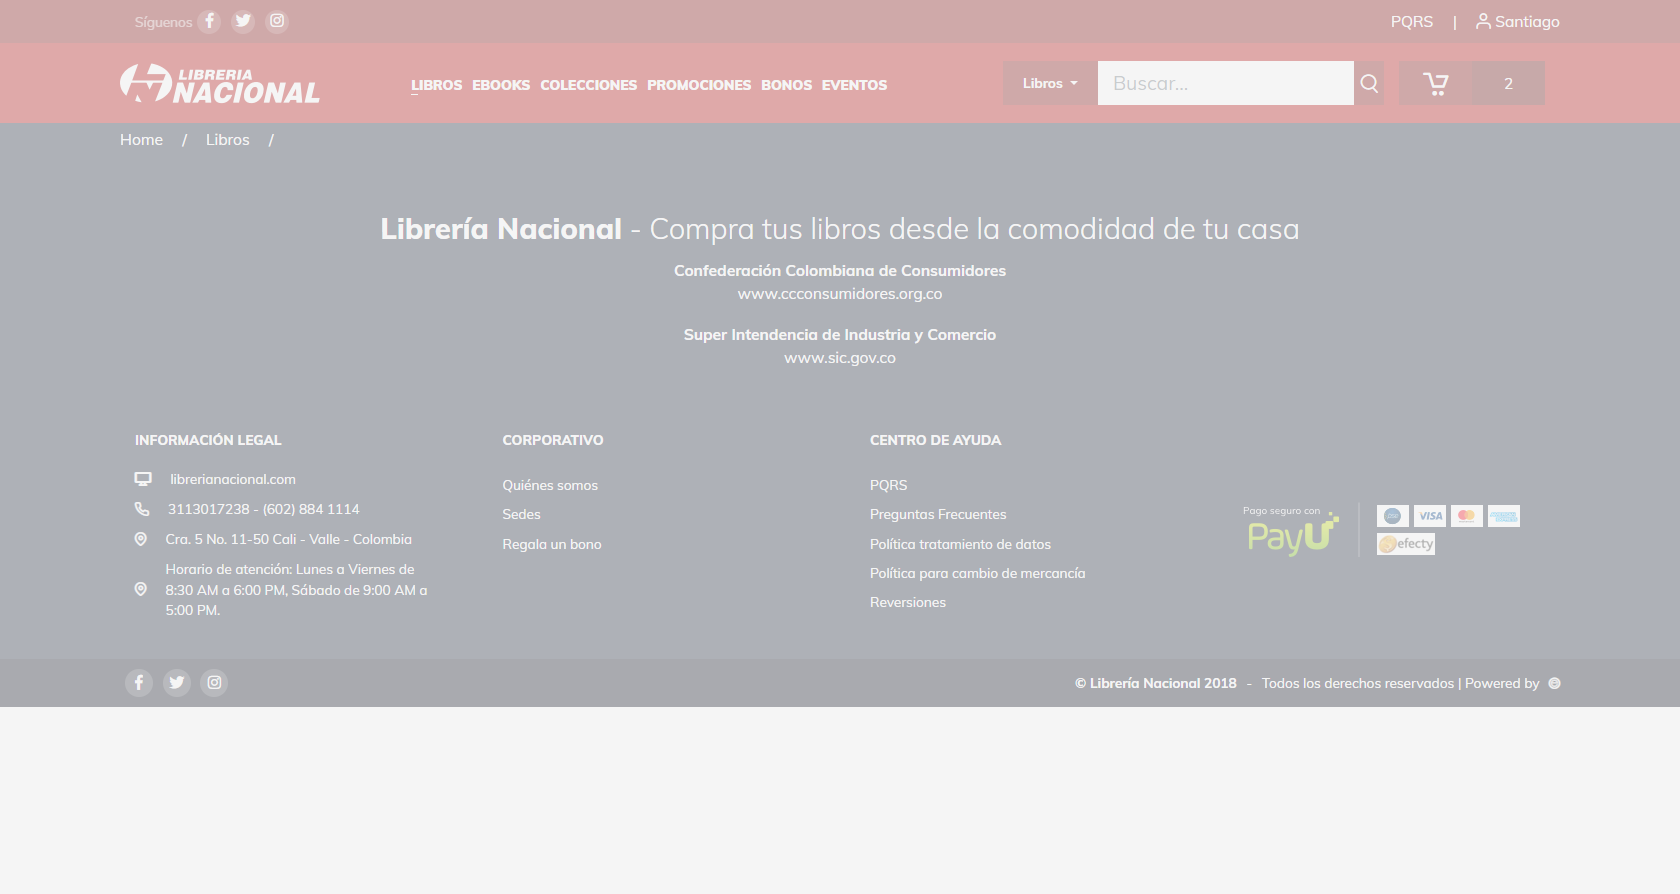 Síguenos
PQRS | Santiago
LIBRERIA
NACIONAL
LIBROS EBOOKS COLECCIONES PROMOCIONES BONOS EVENTOS
Libros
Buscar...
2
Home / Libros /
Librería Nacional - Compra tus libros desde la comodidad de tu casa
Confederación Colombiana de Consumidores
www.ccconsumidores.org.co
Super Intendencia de Industria y Comercio
www.sic.gov.co
INFORMACIÓN LEGAL
librerianacional.com
3113017238 - (602) 884 1114
Cra. 5 No. 11-50 Cali - Valle - Colombia
Horario de atención: Lunes a Viernes de
8:30 AM a 6:00 PM, Sábado de 9:00 AM a
5:00 PM.
CORPORATIVO
Quiénes somos
Sedes
Regala un bono
CENTRO DE AYUDA
PQRS
Preguntas Frecuentes
Política tratamiento de datos
Política para cambio de mercancía
Reversiones
Pago seguro con
PayU
VISA
efecty
© Librería Nacional 2018 - Todos los derechos reservados | Powered by